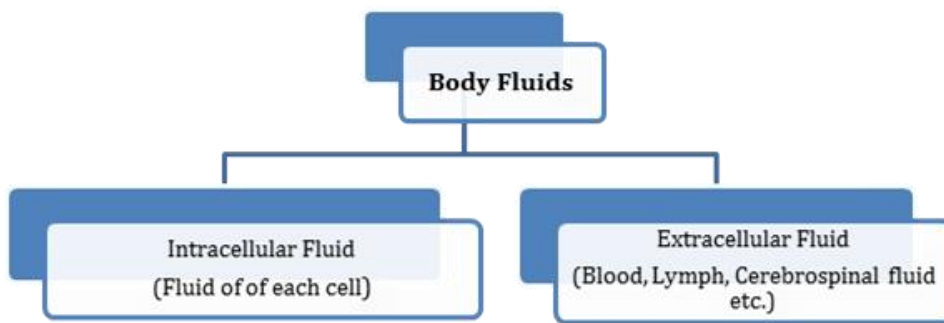 Body Fluids
Intracellular Fluid
(Fluid of of each cell)
Extracellular Fluid
(Blood, Lymph, Cerebrospinal fluid
etc.)